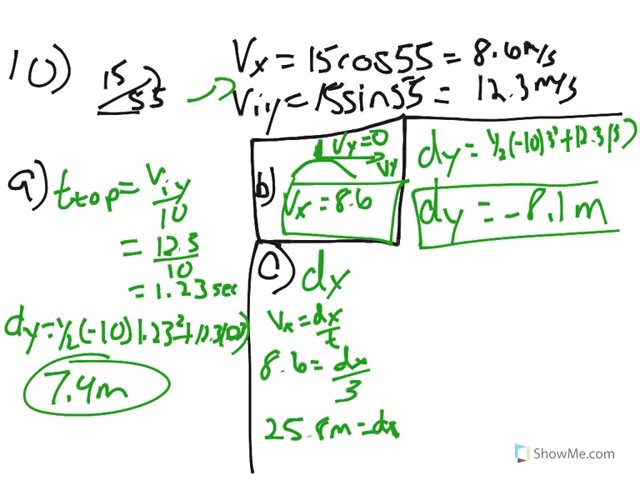 10)
15
55
Vx = 15cos55 = 8.6m/s
Viy = 15sin55 = 12.3m/s
a) ttop = Viy/10
= 12.3/10
= 1.23 sec
dy = 1/2(-10)1.23²+12.3(1.23)
7.4m
b)
Vx=0
Vy
Vx = 8.6
dy = 1/2(-10)3²+12.3(3)
dy = -8.1m
c) dx
Vx = dx/t
8.6 = dx/3
25.8m = dx
ShowMe.com